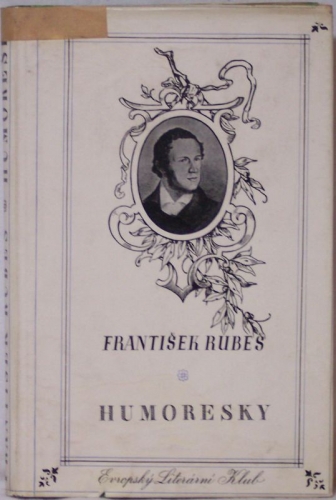 FRANTIŠEK RUBEŠ
HUMORESKY
Evropský Literární Klub